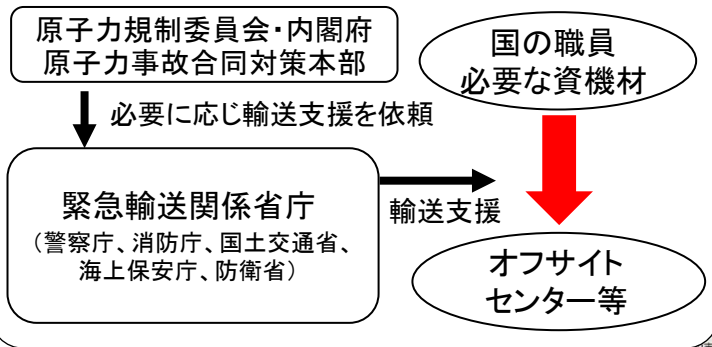 原子力規制委員会・内閣府
原子力事故合同対策本部
国の職員
必要な資機材
必要に応じ輸送支援を依頼
緊急輸送関係省庁
（警察庁、消防庁、国土交通省、
海上保安庁、防衛省）
輸送支援
オフサイト
センター等